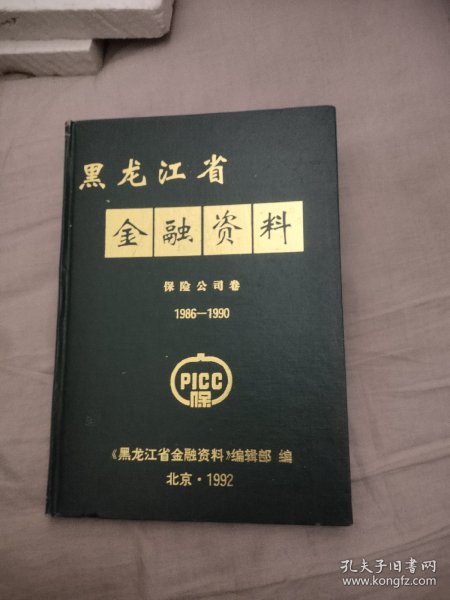 黑龙江省
金融资料
保险公司卷
1986—1990
PICC
保
《黑龙江省金融资料》编辑部 编
北京·1992
孔夫子旧书网
www.kongfz.com